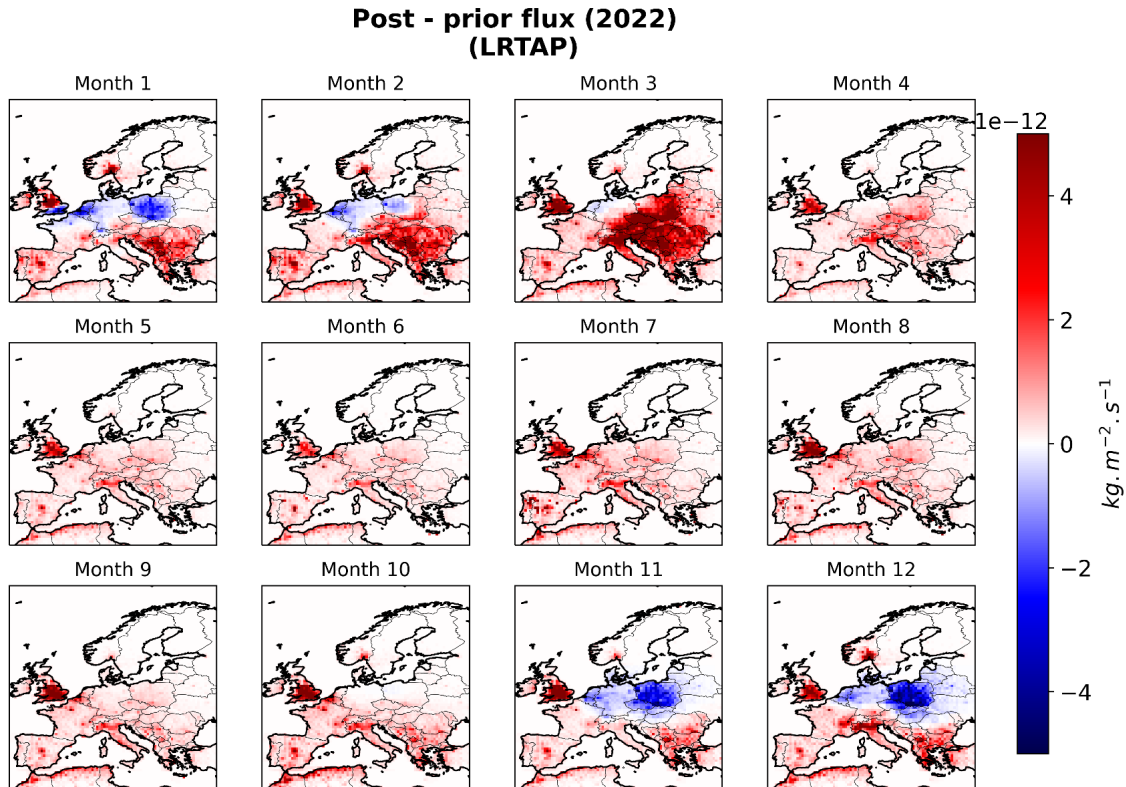 Post - prior flux (2022)
(LRTAP)
Month 1
Month 2
Month 3
Month 4
1e−12
4
2
0
−2
−4
kg.m⁻².s⁻¹
Month 5
Month 6
Month 7
Month 8
Month 9
Month 10
Month 11
Month 12